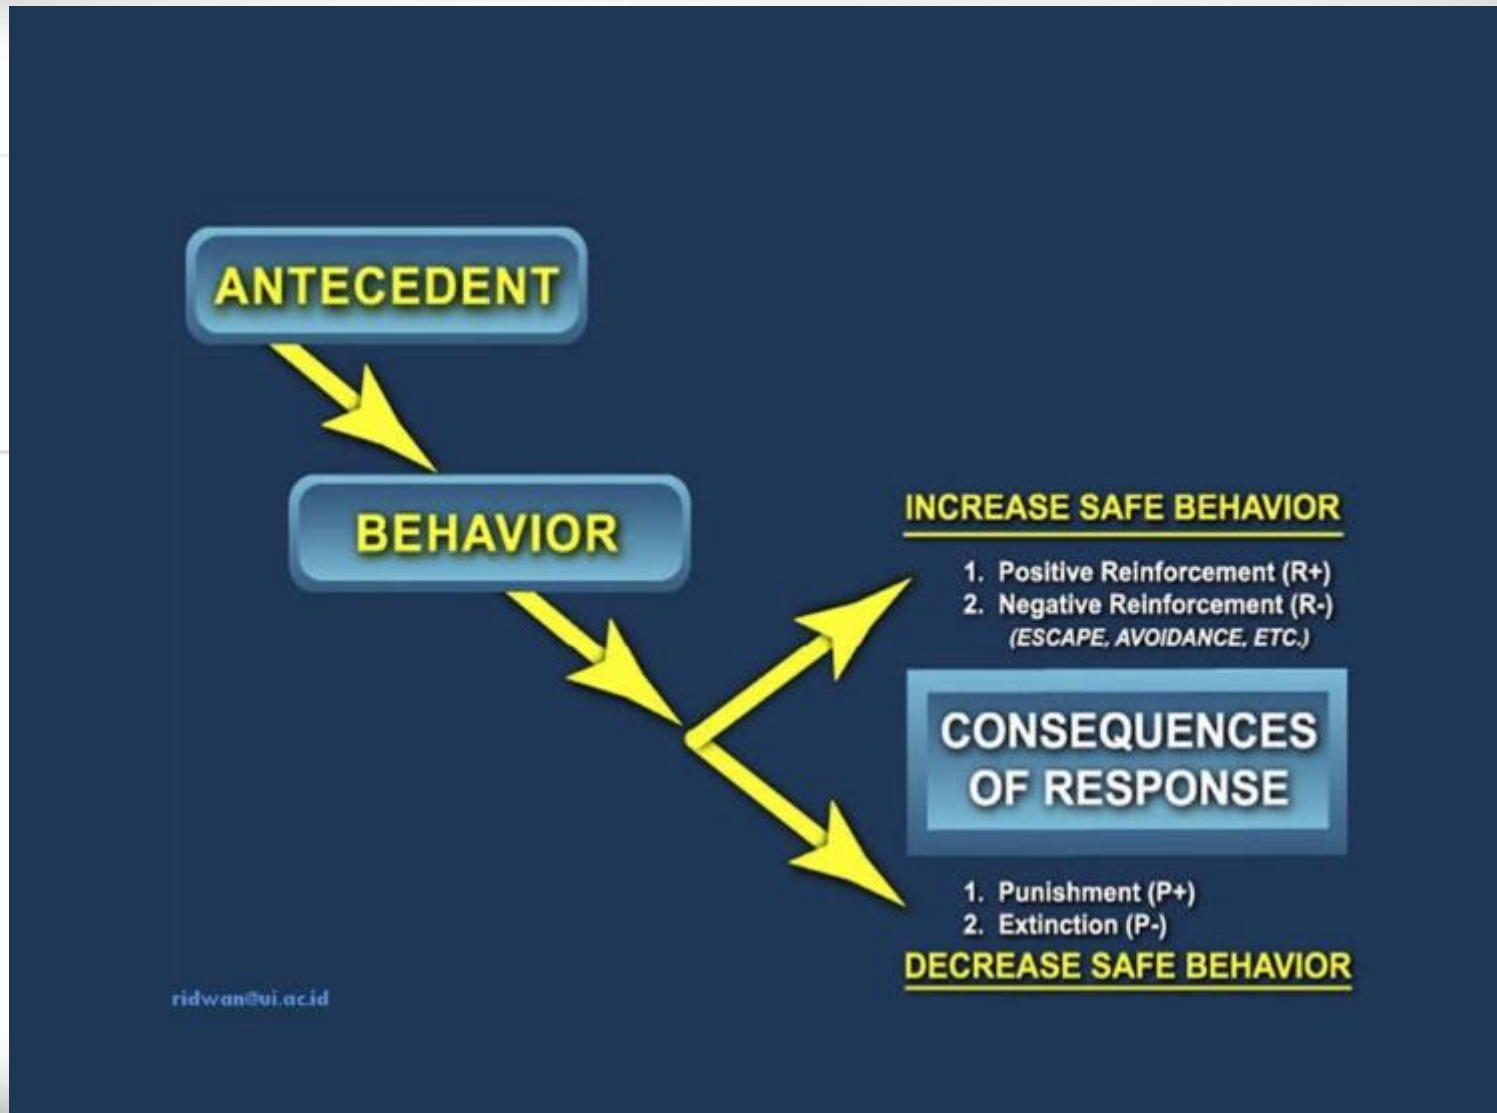 ANTECEDENT
BEHAVIOR
INCREASE SAFE BEHAVIOR
1. Positive Reinforcement (R+)
2. Negative Reinforcement (R-)
(ESCAPE, AVOIDANCE, ETC.)
CONSEQUENCES
OF RESPONSE
1. Punishment (P+)
2. Extinction (P-)
DECREASE SAFE BEHAVIOR
ridwan@ui.ac.id